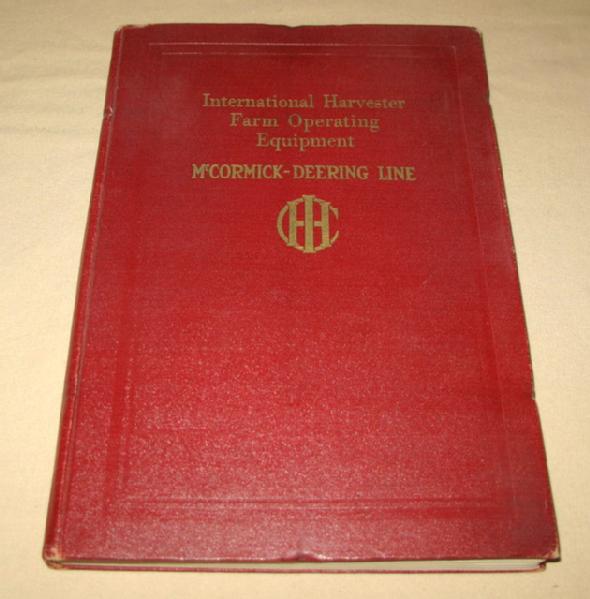 International Harvester
Farm Operating
Equipment
McCORMICK-DEERING LINE
IHC